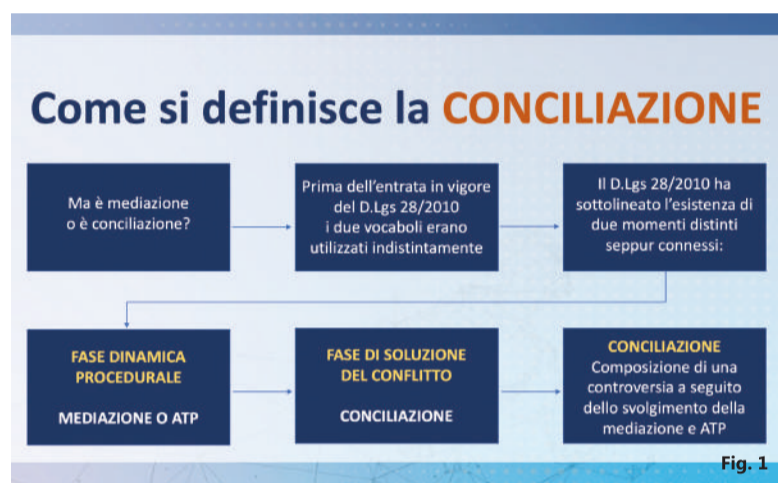 Come si definisce la CONCILIAZIONE
Ma è mediazione
o è conciliazione?
Prima dell'entrata in vigore
del D.Lgs 28/2010
i due vocaboli erano
utilizzati indistintamente
Il D.Lgs 28/2010 ha
sottolineato l'esistenza di
due momenti distinti
seppur connessi:
FASE DINAMICA
PROCEDURALE
MEDIAZIONE O ATP
FASE DI SOLUZIONE
DEL CONFLITTO
CONCILIAZIONE
CONCILIAZIONE
Composizione di una
controversia a seguito
dello svolgimento della
mediazione e ATP
Fig. 1